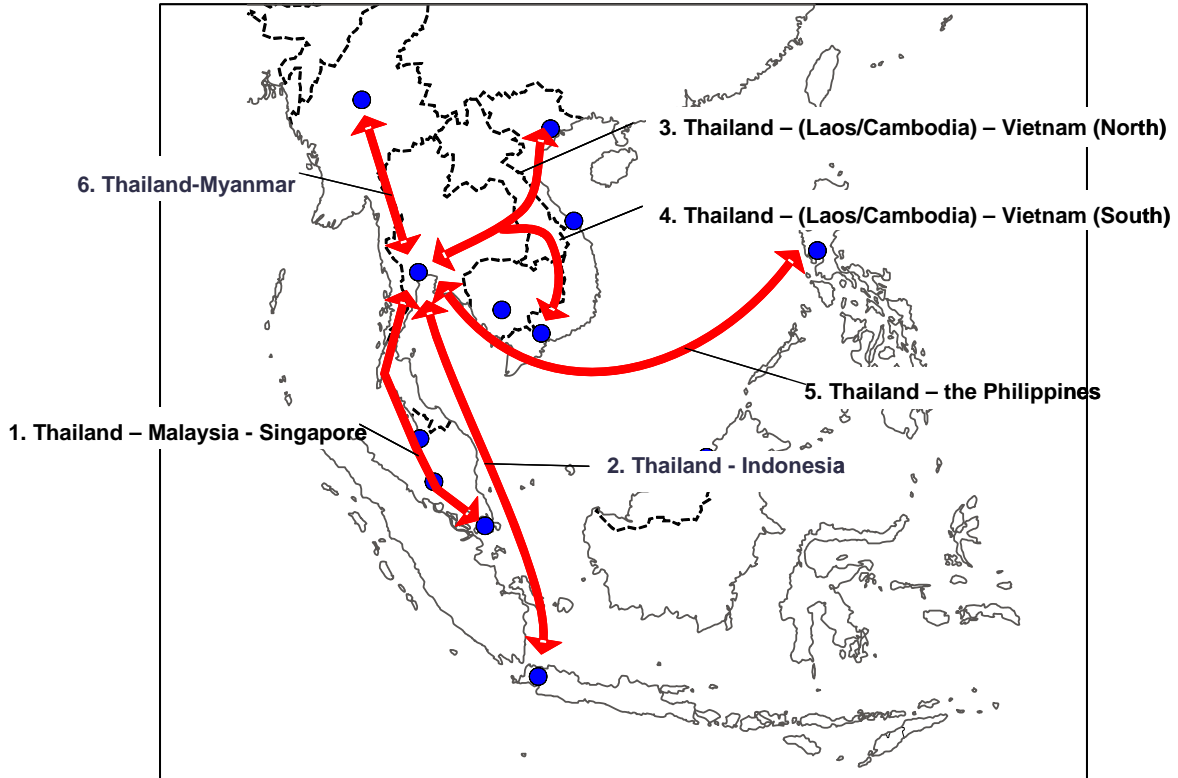 3. Thailand – (Laos/Cambodia) – Vietnam (North)
6. Thailand-Myanmar
4. Thailand – (Laos/Cambodia) – Vietnam (South)
5. Thailand – the Philippines
1. Thailand – Malaysia - Singapore
2. Thailand - Indonesia